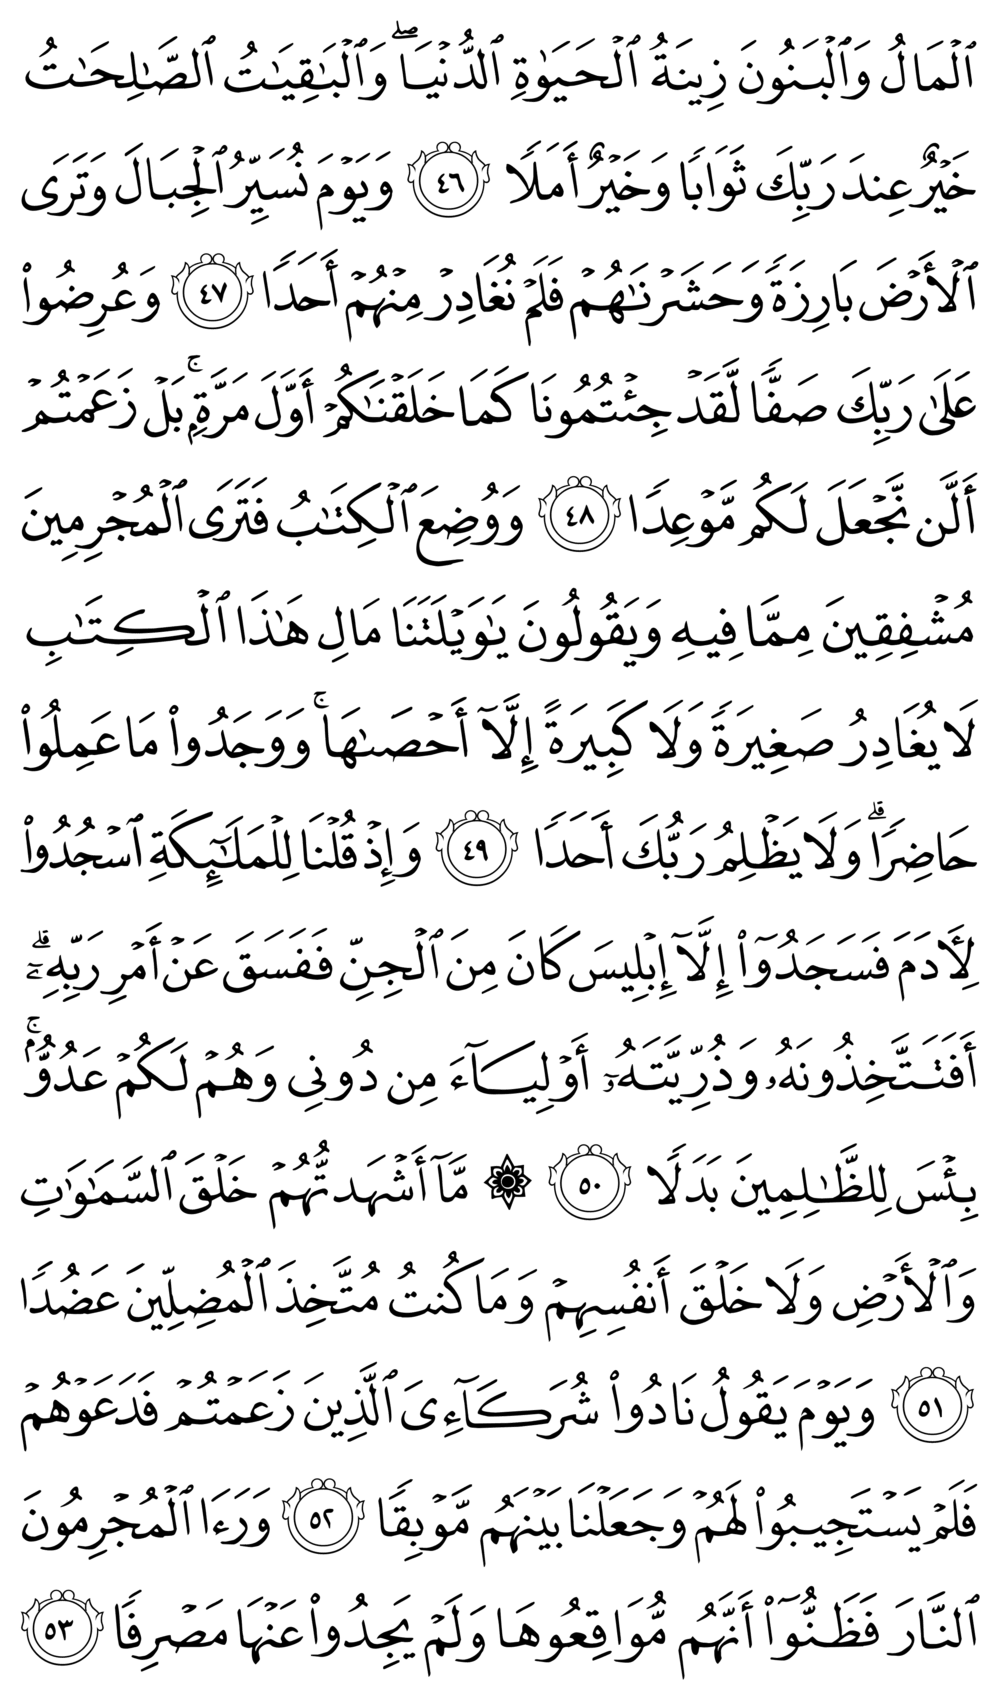 ٱلۡمَالُ وَٱلۡبَنُونَ زِينَةُ ٱلۡحَيَوٰةِ ٱلدُّنۡيَاۖ وَٱلۡبَٰقِيَٰتُ ٱلصَّٰلِحَٰتُ
خَيۡرٌ عِندَ رَبِّكَ ثَوَابٗا وَخَيۡرٌ أَمَلٗا ٤٦ وَيَوۡمَ نُسَيِّرُ ٱلۡجِبَالَ وَتَرَى
ٱلۡأَرۡضَ بَارِزَةٗ وَحَشَرۡنَٰهُمۡ فَلَمۡ نُغَادِرۡ مِنۡهُمۡ أَحَدٗا ٤٧ وَعُرِضُواْ
عَلَىٰ رَبِّكَ صَفّٗا لَّقَدۡ جِئۡتُمُونَا كَمَا خَلَقۡنَٰكُمۡ أَوَّلَ مَرَّةِۭۚ بَلۡ زَعَمۡتُمۡ
أَلَّن نَّجۡعَلَ لَكُم مَّوۡعِدٗا ٤٨ وَوُضِعَ ٱلۡكِتَٰبُ فَتَرَى ٱلۡمُجۡرِمِينَ
مُشۡفِقِينَ مِمَّا فِيهِ وَيَقُولُونَ يَٰوَيۡلَتَنَا مَالِ هَٰذَا ٱلۡكِتَٰبِ
لَا يُغَادِرُ صَغِيرَةٗ وَلَا كَبِيرَةً إِلَّآ أَحۡصَىٰهَاۚ وَوَجَدُواْ مَا عَمِلُواْ
حَاضِرٗاۗ وَلَا يَظۡلِمُ رَبُّكَ أَحَدٗا ٤٩ وَإِذۡ قُلۡنَا لِلۡمَلَٰٓئِكَةِ ٱسۡجُدُواْ
لِأٓدَمَ فَسَجَدُوٓاْ إِلَّآ إِبۡلِيسَ كَانَ مِنَ ٱلۡجِنِّ فَفَسَقَ عَنۡ أَمۡرِ رَبِّهِۦٓۗ
أَفَتَتَّخِذُونَهُۥ وَذُرِّيَّتَهُۥٓ أَوۡلِيَآءَ مِن دُونِي وَهُمۡ لَكُمۡ عَدُوُّۢۚ
بِئۡسَ لِلظَّٰلِمِينَ بَدَلٗا ٥٠ ۞ مَّآ أَشۡهَدتُّهُمۡ خَلۡقَ ٱلسَّمَٰوَٰتِ
وَٱلۡأَرۡضِ وَلَا خَلۡقَ أَنفُسِهِمۡ وَمَا كُنتُ مُتَّخِذَ ٱلۡمُضِلِّينَ عَضُدٗا
٥١ وَيَوۡمَ يَقُولُ نَادُواْ شُرَكَآءِيَ ٱلَّذِينَ زَعَمۡتُمۡ فَدَعَوۡهُمۡ
فَلَمۡ يَسۡتَجِيبُواْ لَهُمۡ وَجَعَلۡنَا بَيۡنَهُم مَّوۡبِقٗا ٥٢ وَرَءَا ٱلۡمُجۡرِمُونَ
ٱلنَّارَ فَظَنُّوٓاْ أَنَّهُم مُّوَاقِعُوهَا وَلَمۡ يَجِدُواْ عَنۡهَا مَصۡرِفٗا ٥٣